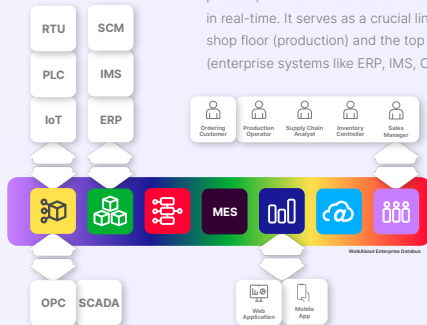 in real-time. It serves as a crucial lin
shop floor (production) and the top
(enterprise systems like ERP, IMS, C
RTU
SCM
PLC
IMS
IoT
ERP
Ordering
Customer
Production
Operator
Supply Chain
Analyst
Inventory
Controller
Sales
Manager
MES
WalkAbout Enterprise Databus
OPC
SCADA
Web
Application
Mobile
App